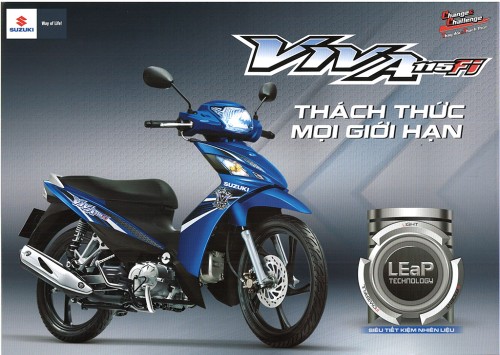 SUZUKI
Way of Life!
Change & Challenge
VIVA 115 Fi
THÁCH THỨC
MỌI GIỚI HẠN
SUZUKI
LEaP
TECHNOLOGY
SIÊU TIẾT KIỆM NHIÊN LIỆU